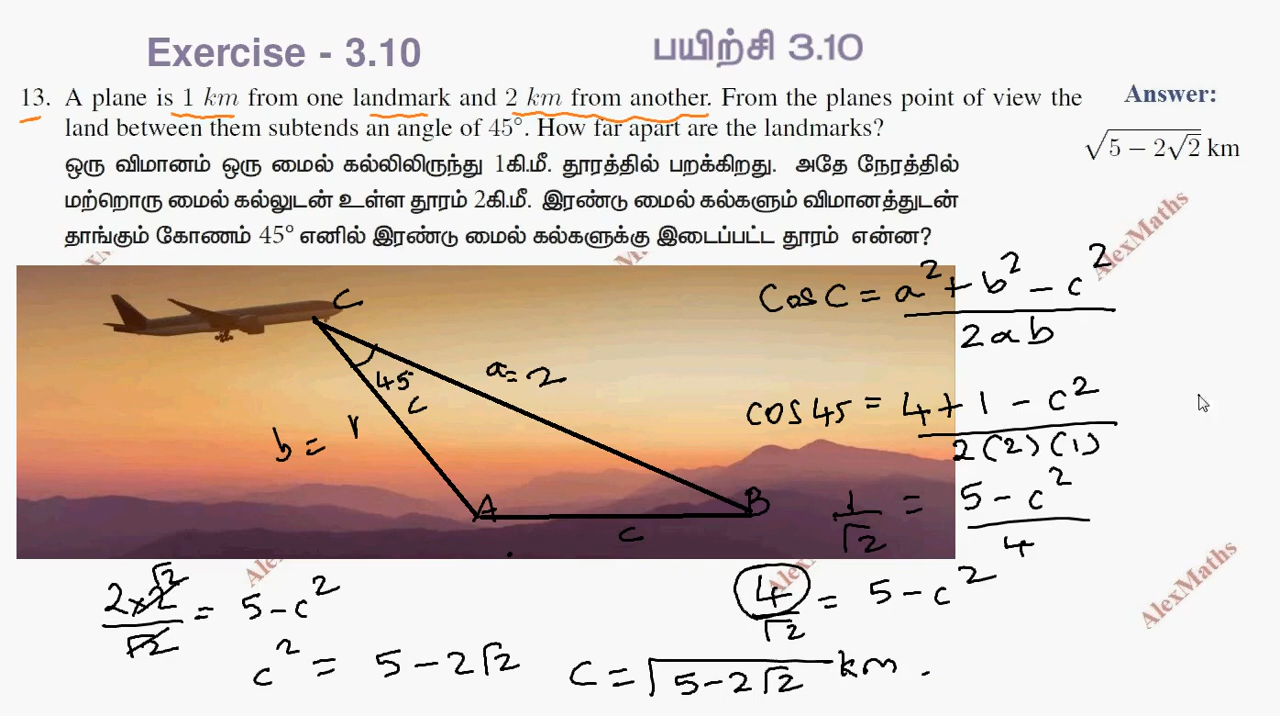 Exercise - 3.10
பயிற்சி 3.10
13. A plane is 1 km from one landmark and 2 km from another. From the planes point of view the
land between them subtends an angle of 45°. How far apart are the landmarks?
Answer:
√(5 − 2√2) km
ஒரு விமானம் ஒரு மைல் கல்லிலிருந்து 1கி.மீ. தூரத்தில் பறக்கிறது. அதே நேரத்தில்
மற்றொரு மைல் கல்லுடன் உள்ள தூரம் 2கி.மீ. இரண்டு மைல் கல்களும் விமானத்துடன்
தாங்கும் கோணம் 45° எனில் இரண்டு மைல் கல்களுக்கு இடைப்பட்ட தூரம் என்ன?
AlexMaths
C
45
c
a = 2
b = 1
A
B
c
Cos C = (a² + b² − c²) / 2ab
cos 45 = (4 + 1 − c²) / 2(2)(1)
1/√2 = (5 − c²) / 4
4/√2 = 5 − c²
2×2 √2 / √2 = 5 − c²
c² = 5 − 2√2
c = √(5 − 2√2) km.
AlexMaths